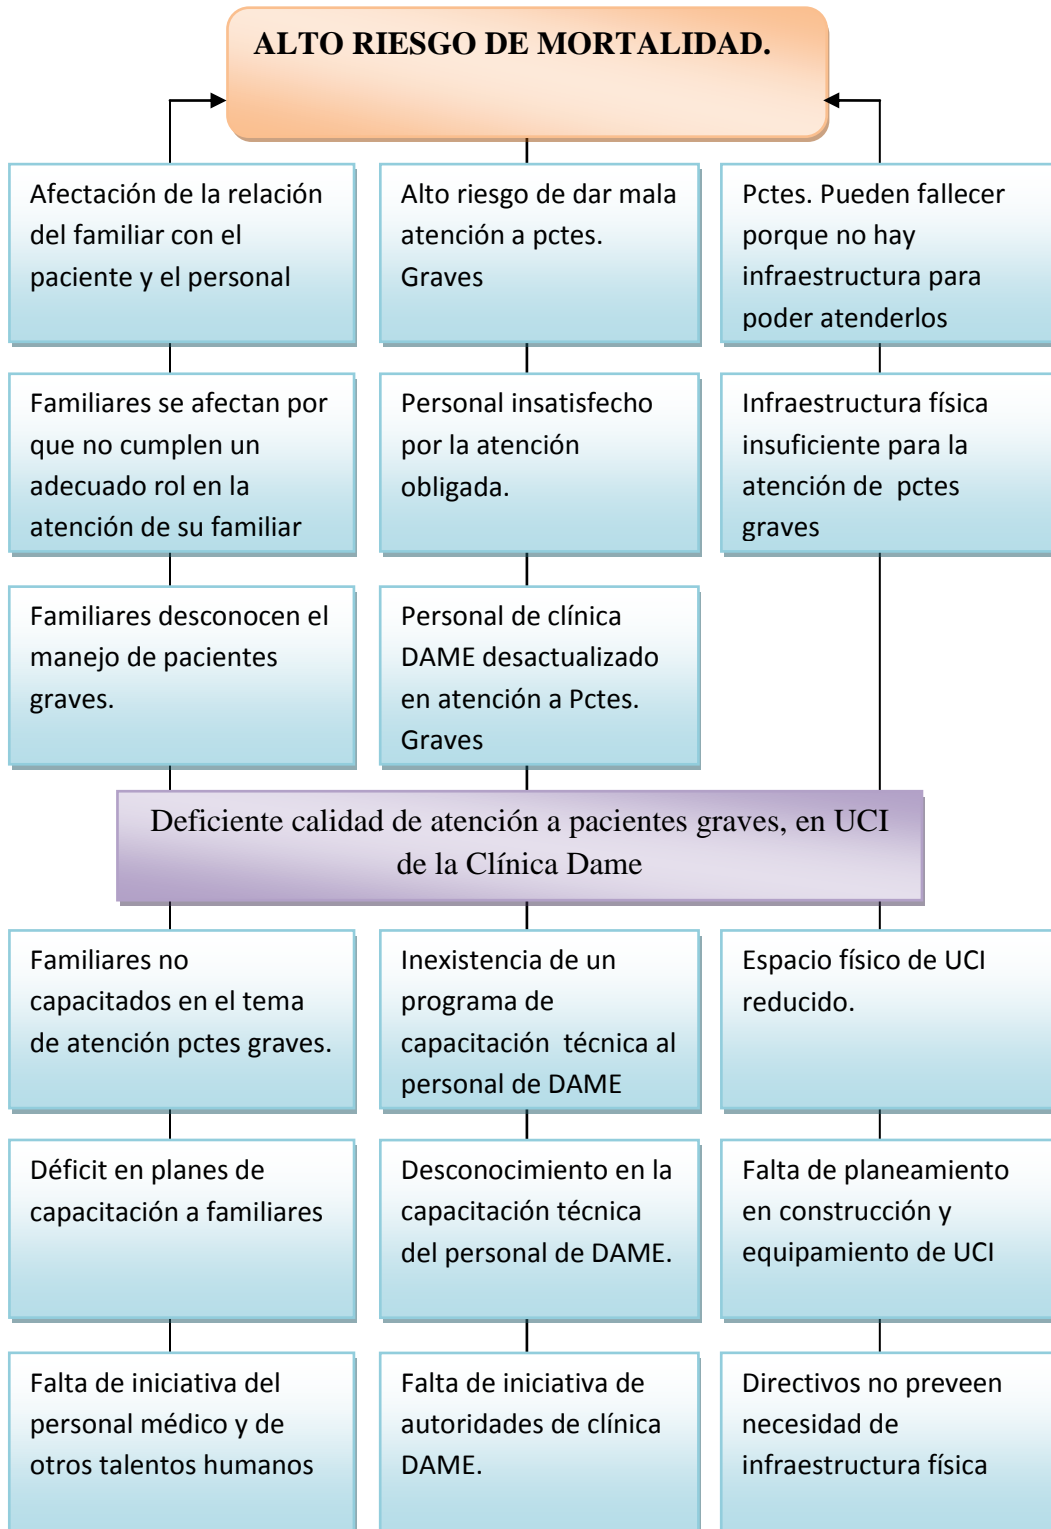 ALTO RIESGO DE MORTALIDAD.
Afectación de la relación
del familiar con el
paciente y el personal
Alto riesgo de dar mala
atención a pctes.
Graves
Pctes. Pueden fallecer
porque no hay
infraestructura para
poder atenderlos
Familiares se afectan por
que no cumplen un
adecuado rol en la
atención de su familiar
Personal insatisfecho
por la atención
obligada.
Infraestructura física
insuficiente para la
atención de pctes
graves
Familiares desconocen el
manejo de pacientes
graves.
Personal de clínica
DAME desactualizado
en atención a Pctes.
Graves
Deficiente calidad de atención a pacientes graves, en UCI
de la Clínica Dame
Familiares no
capacitados en el tema
de atención pctes graves.
Inexistencia de un
programa de
capacitación técnica al
personal de DAME
Espacio físico de UCI
reducido.
Déficit en planes de
capacitación a familiares
Desconocimiento en la
capacitación técnica
del personal de DAME.
Falta de planeamiento
en construcción y
equipamiento de UCI
Falta de iniciativa del
personal médico y de
otros talentos humanos
Falta de iniciativa de
autoridades de clínica
DAME.
Directivos no preveen
necesidad de
infraestructura física